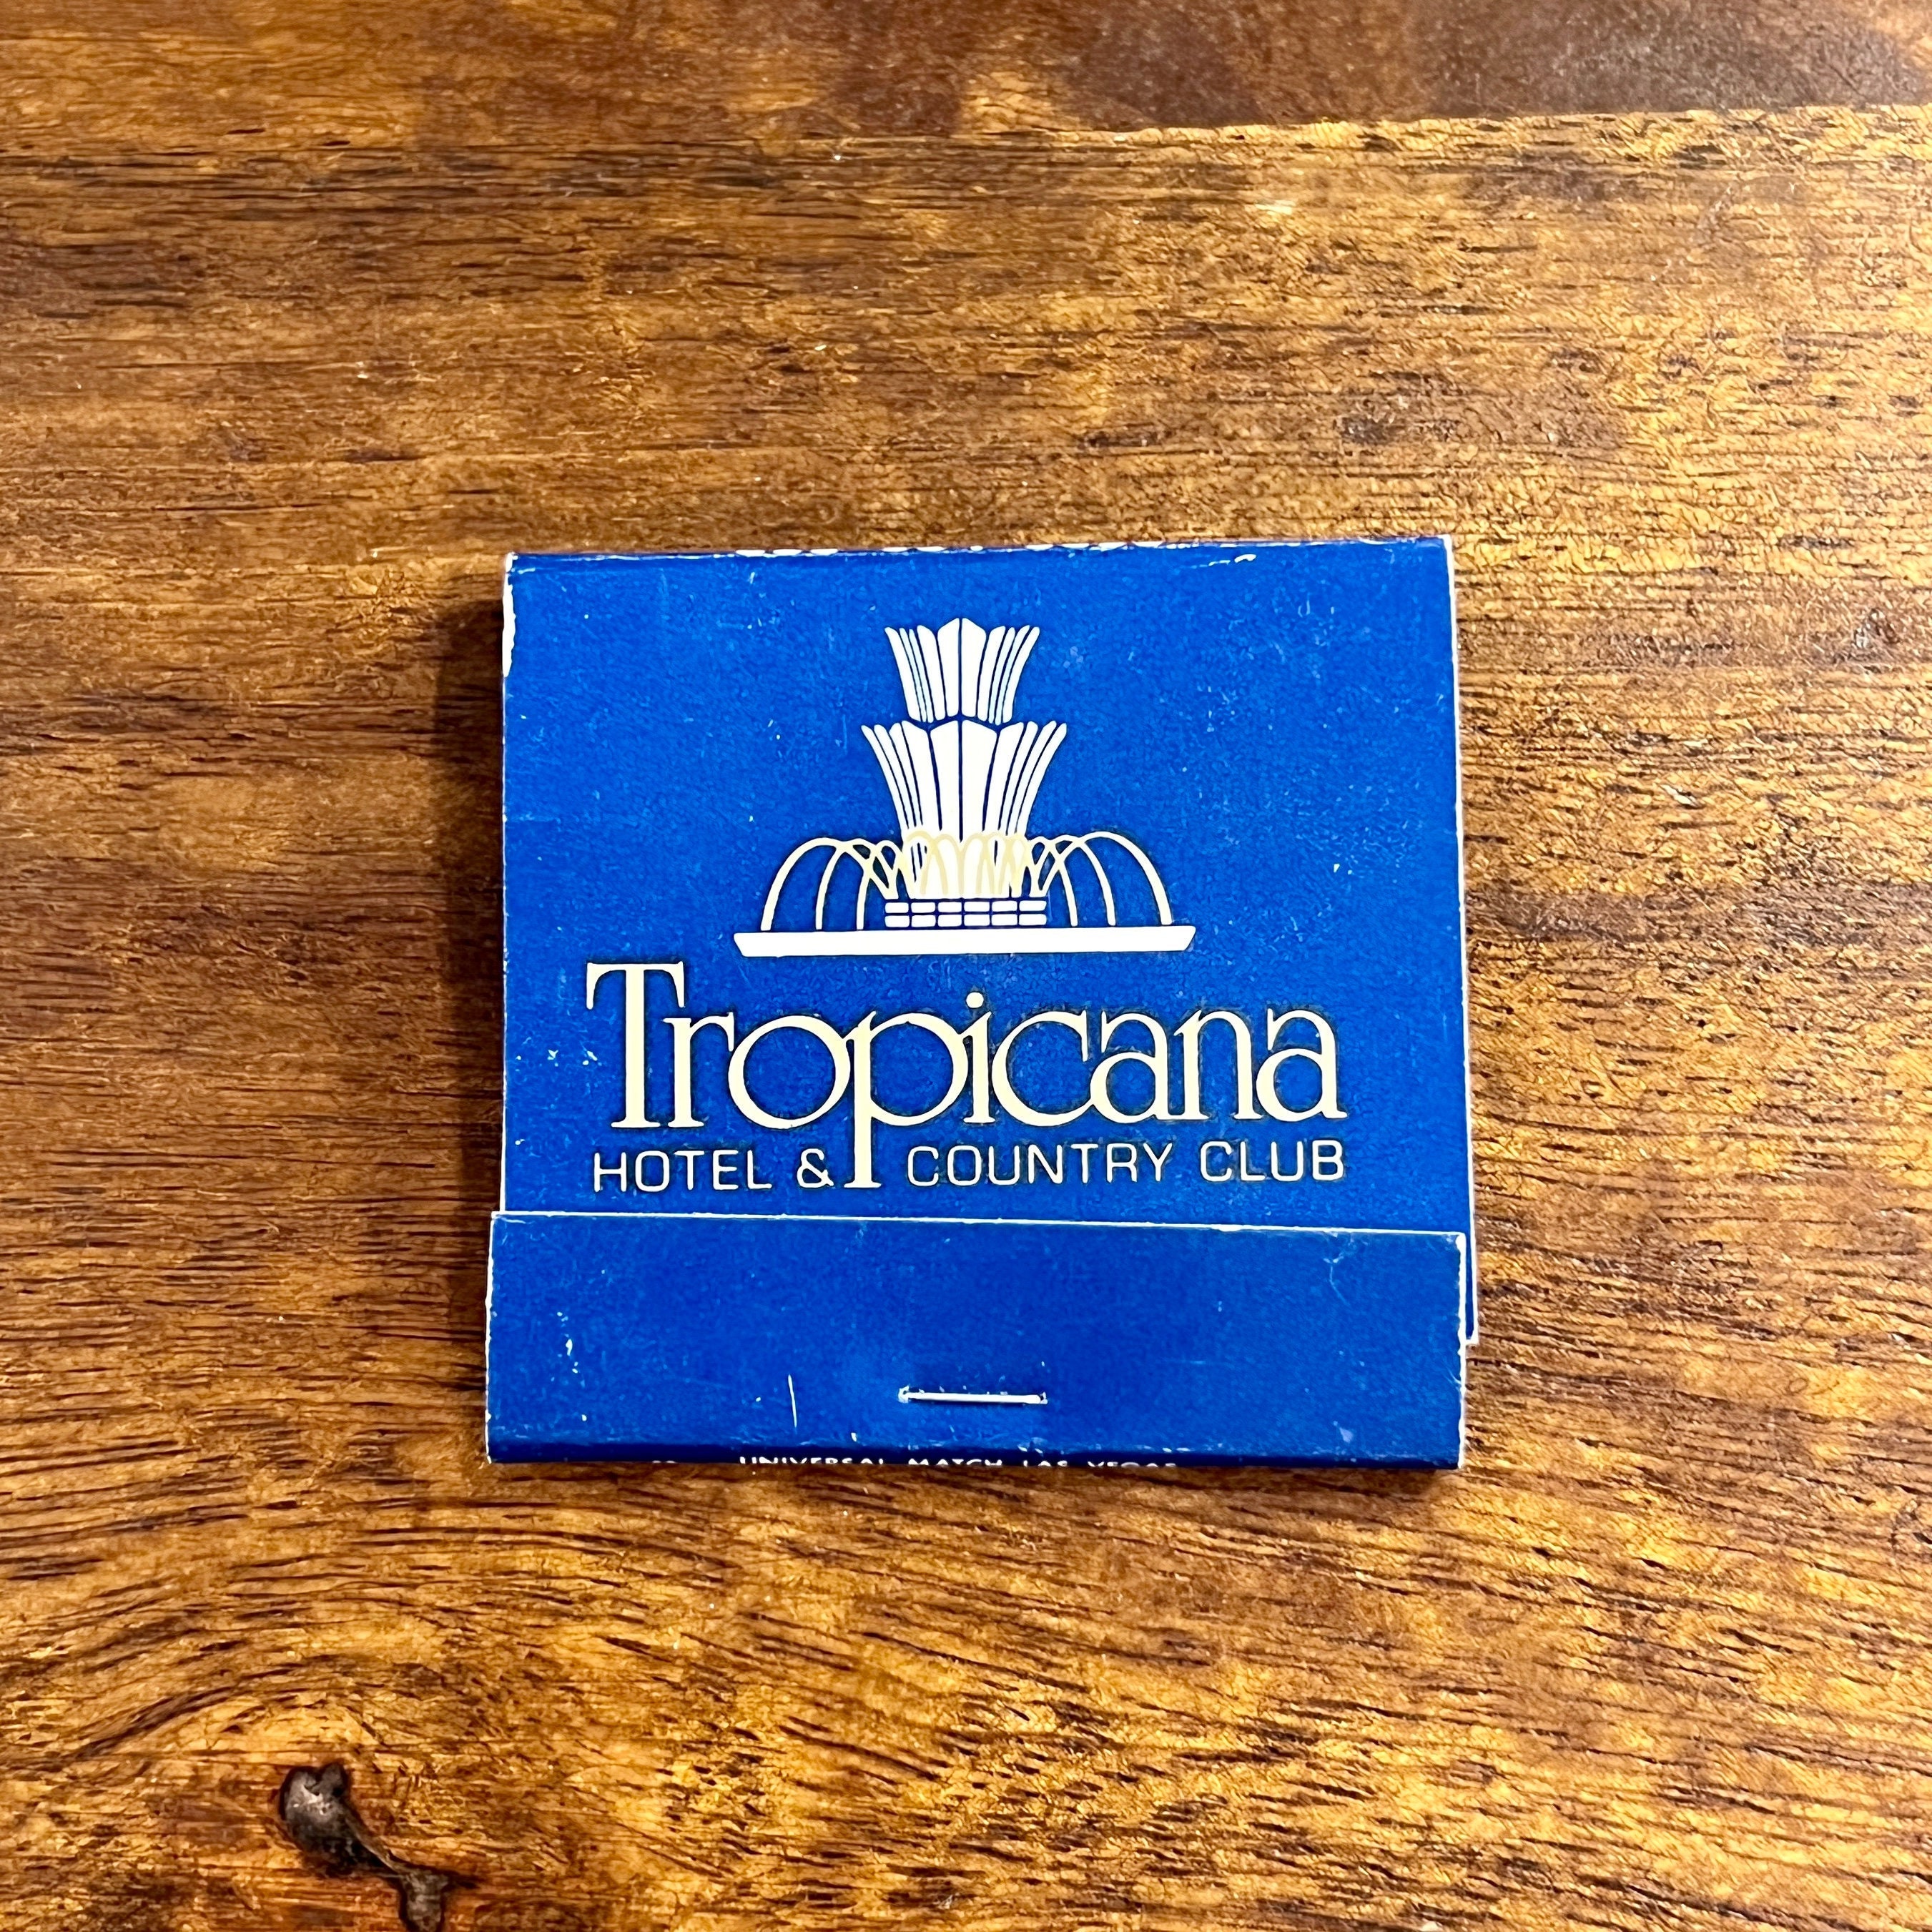 Tropicana
HOTEL & COUNTRY CLUB
UNIVERSAL MATCH LAS VEGAS